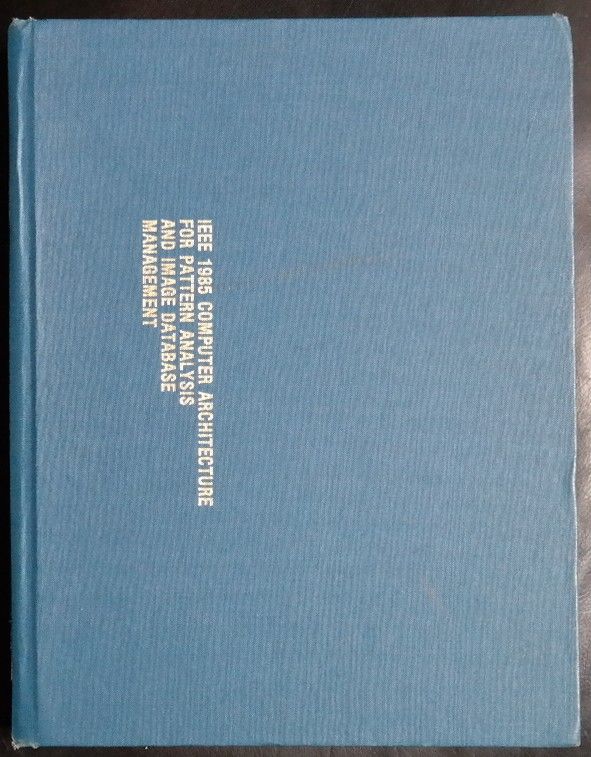 IEEE 1985 COMPUTER ARCHITECTURE
FOR PATTERN ANALYSIS
AND IMAGE DATABASE
MANAGEMENT